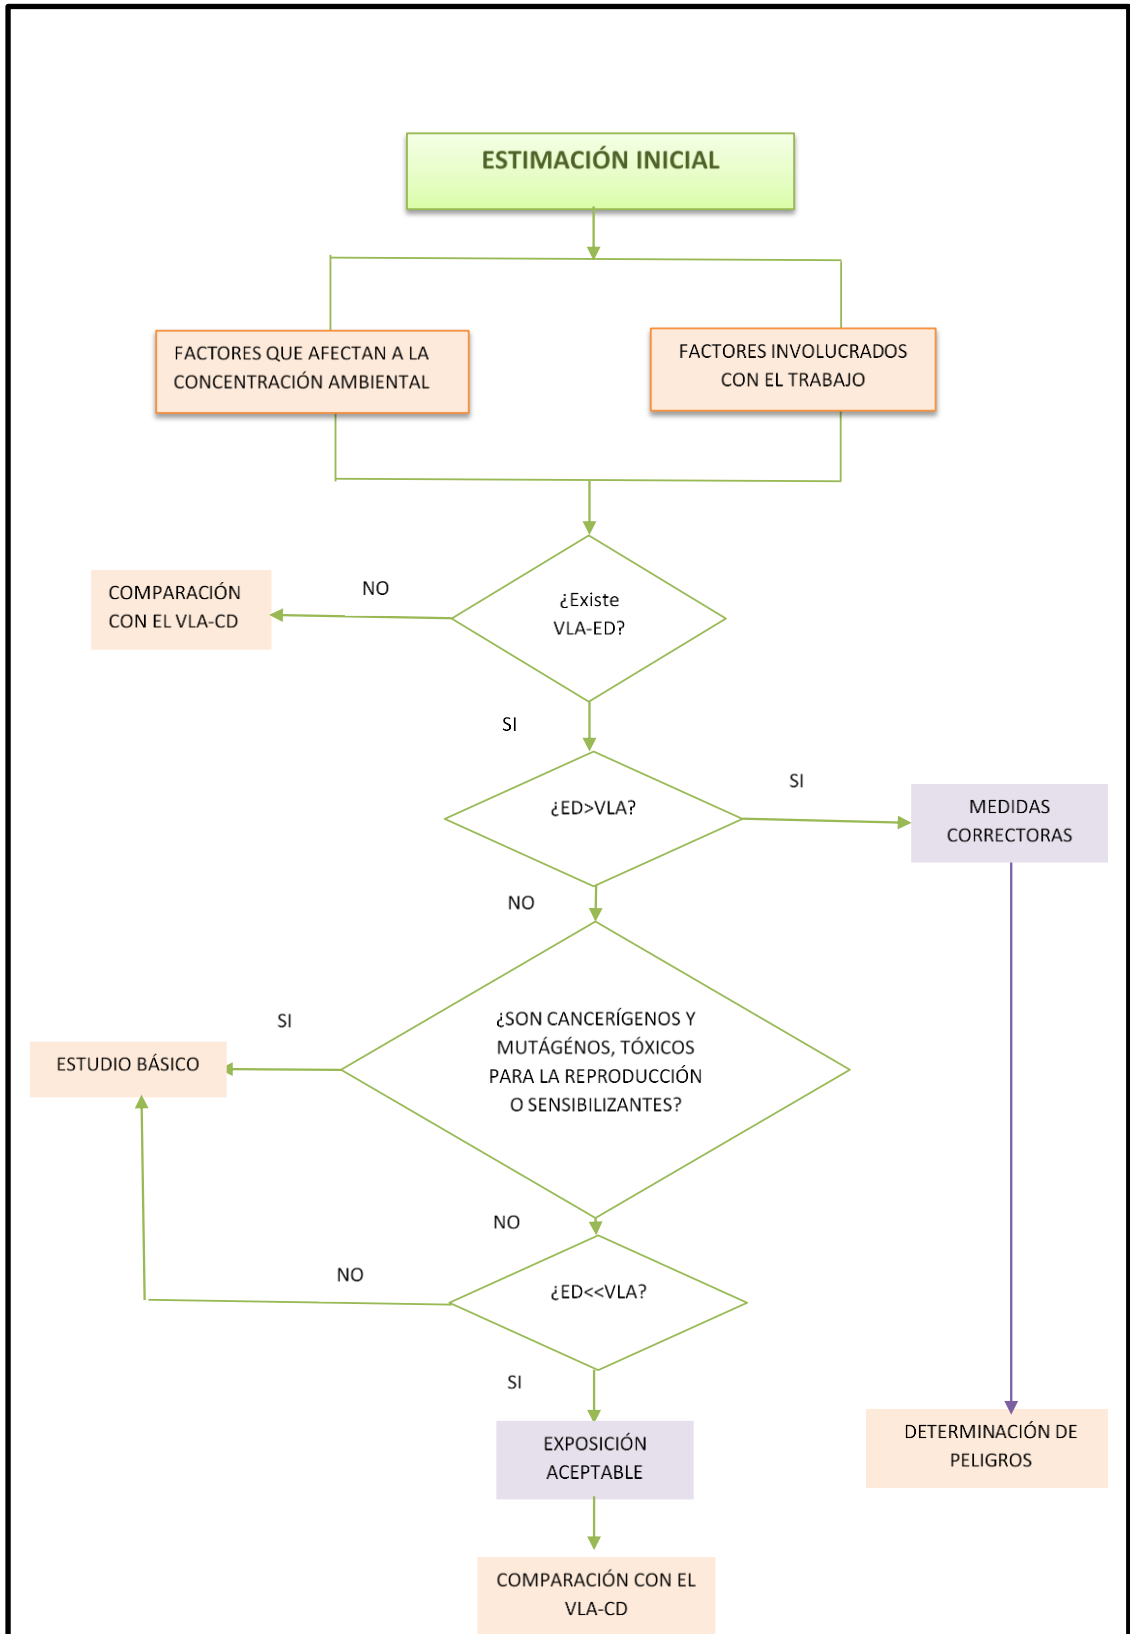 ESTIMACIÓN INICIAL
FACTORES QUE AFECTAN A LA
CONCENTRACIÓN AMBIENTAL
FACTORES INVOLUCRADOS
CON EL TRABAJO
¿Existe
VLA-ED?
NO
COMPARACIÓN
CON EL VLA-CD
SI
¿ED>VLA?
SI
MEDIDAS
CORRECTORAS
NO
¿SON CANCERÍGENOS Y
MUTÁGÉNOS, TÓXICOS
PARA LA REPRODUCCIÓN
O SENSIBILIZANTES?
SI
ESTUDIO BÁSICO
NO
¿ED<<VLA?
NO
SI
EXPOSICIÓN
ACEPTABLE
DETERMINACIÓN DE
PELIGROS
COMPARACIÓN CON EL
VLA-CD